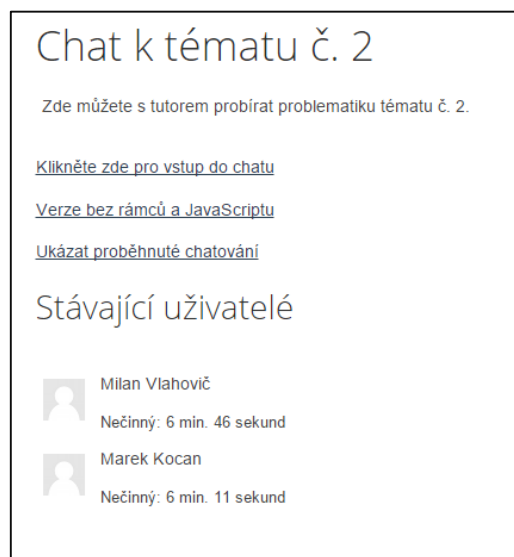 Chat k tématu č. 2
Zde můžete s tutorem probírat problematiku tématu č. 2.
Klikněte zde pro vstup do chatu
Verze bez rámců a JavaScriptu
Ukázat proběhnuté chatování
Stávající uživatelé
Milan Vlahovič
Nečinný: 6 min. 46 sekund
Marek Kocan
Nečinný: 6 min. 11 sekund